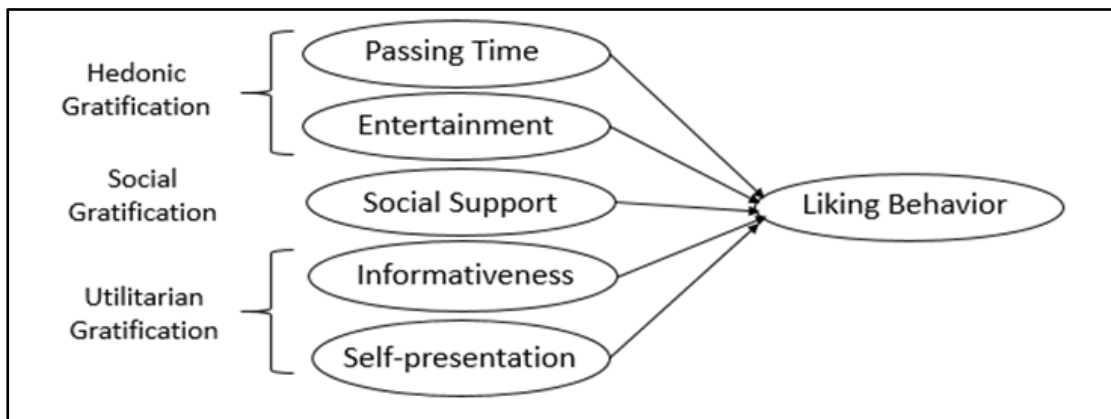 Hedonic
Gratification
Passing Time
Entertainment
Social
Gratification
Social Support
Utilitarian
Gratification
Informativeness
Self-presentation
Liking Behavior